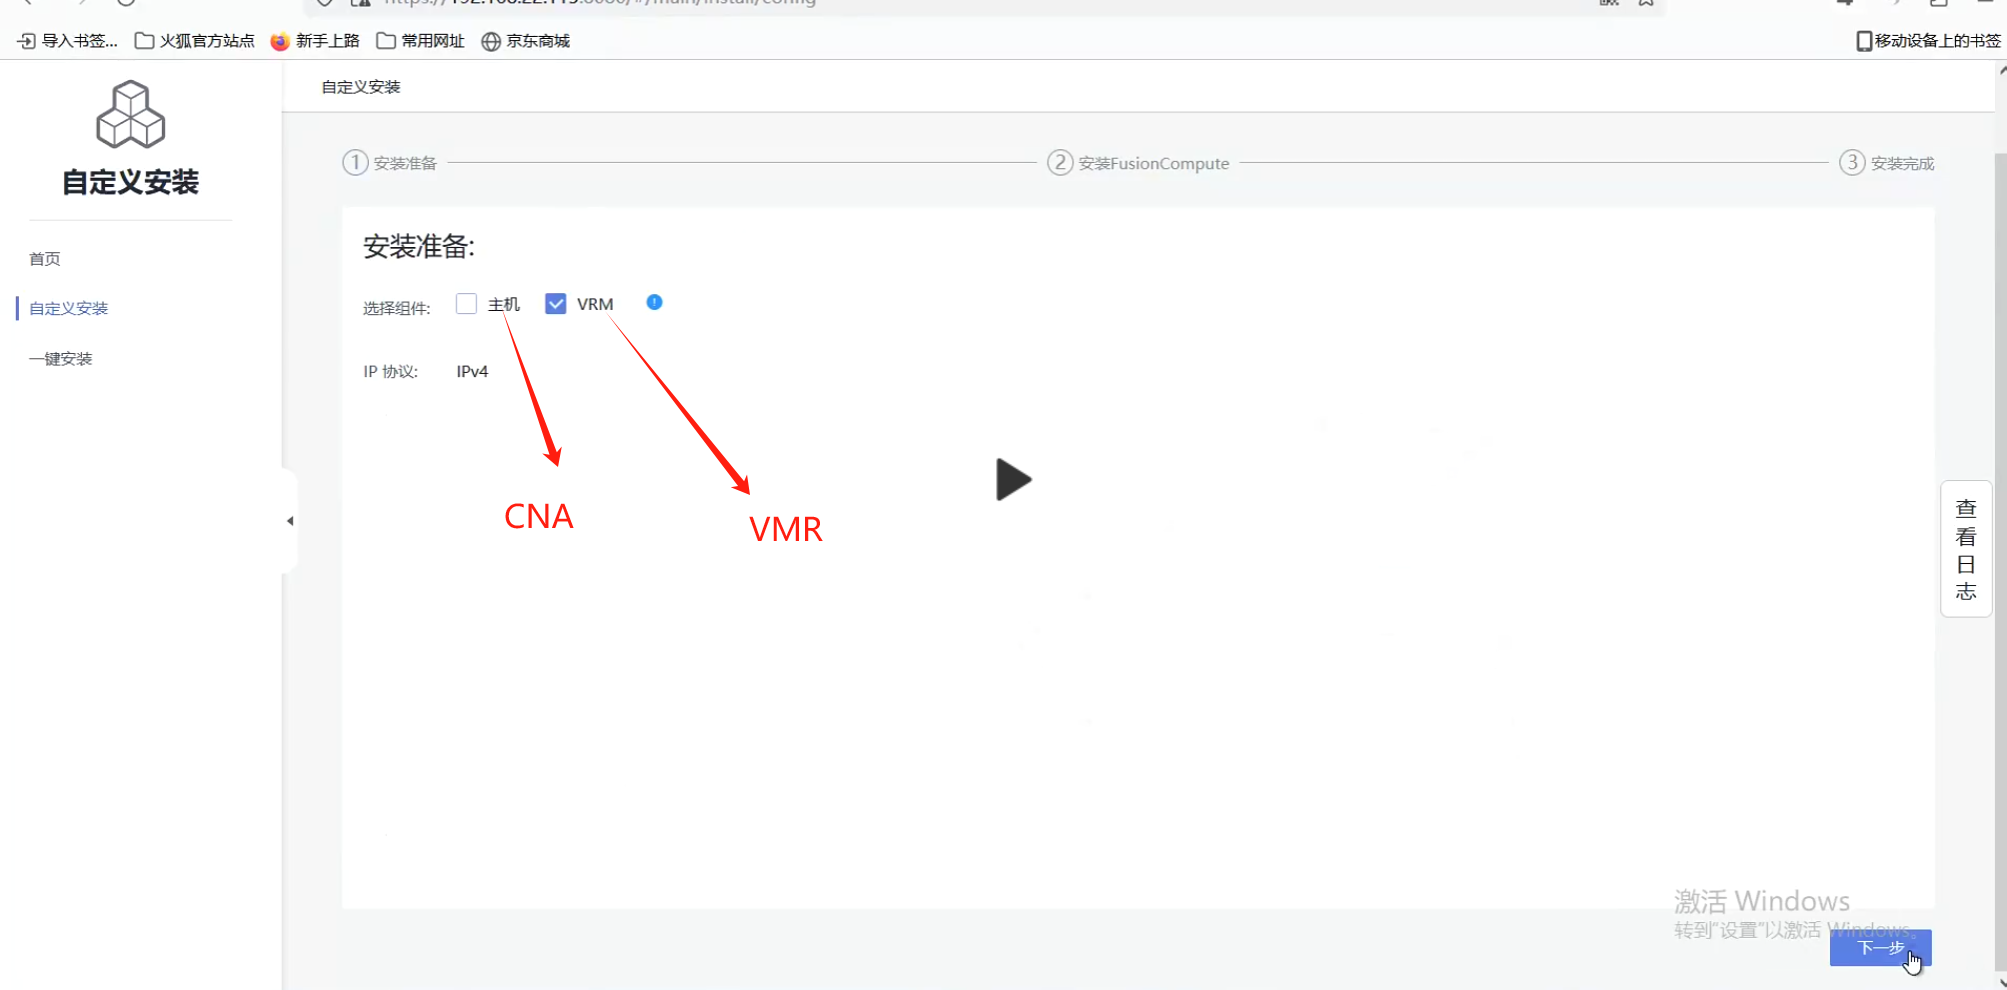 导入书签...
火狐官方站点
新手上路
常用网址
京东商城
移动设备上的书签
自定义安装
自定义安装
首页
自定义安装
一键安装
1 安装准备
2 安装FusionCompute
3 安装完成
安装准备:
选择组件: 主机 VRM
IP 协议: IPv4
CNA
VMR
查看日志
激活 Windows
转到“设置”以激活 Windows。
下一步